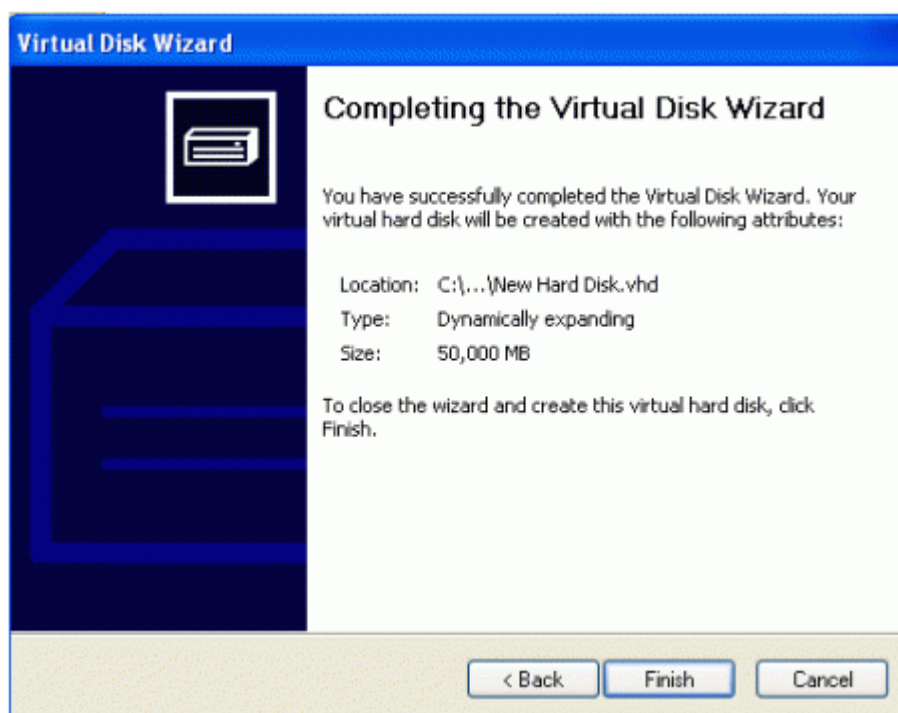 Virtual Disk Wizard
Completing the Virtual Disk Wizard
You have successfully completed the Virtual Disk Wizard. Your
virtual hard disk will be created with the following attributes:
Location: C:\...\New Hard Disk.vhd
Type: Dynamically expanding
Size: 50,000 MB
To close the wizard and create this virtual hard disk, click
Finish.
< Back Finish Cancel